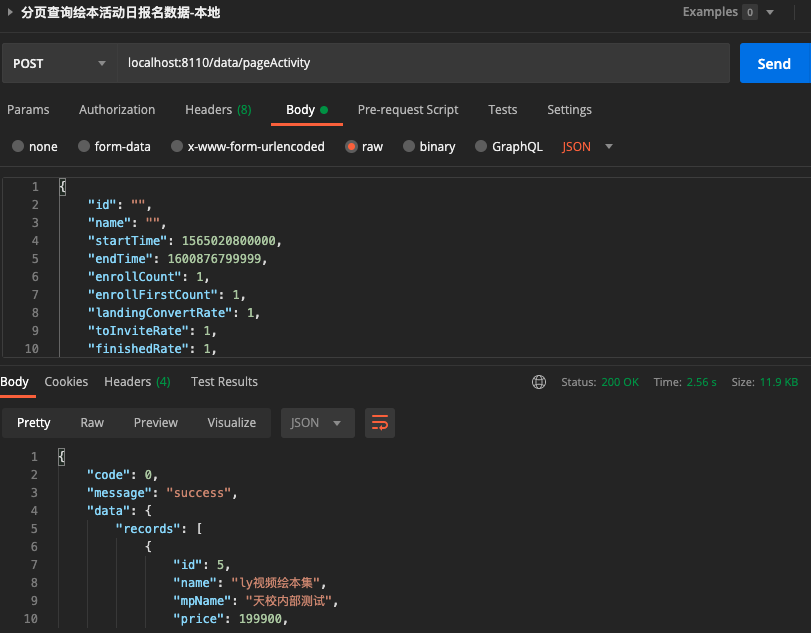 分页查询绘本活动日报名数据-本地 Examples 0
POST localhost:8110/data/pageActivity Send
Params Authorization Headers (8) Body Pre-request Script Tests Settings
none form-data x-www-form-urlencoded raw binary GraphQL JSON
1 {
2 "id": "",
3 "name": "",
4 "startTime": 1565020800000,
5 "endTime": 1600876799999,
6 "enrollCount": 1,
7 "enrollFirstCount": 1,
8 "landingConvertRate": 1,
9 "toInviteRate": 1,
10 "finishedRate": 1,
Body Cookies Headers (4) Test Results Status: 200 OK Time: 2.56 s Size: 11.9 KB
Pretty Raw Preview Visualize JSON
1 {
2 "code": 0,
3 "message": "success",
4 "data": {
5 "records": [
6 {
7 "id": 5,
8 "name": "ly视频绘本集",
9 "mpName": "天校内部测试",
10 "price": 199900,